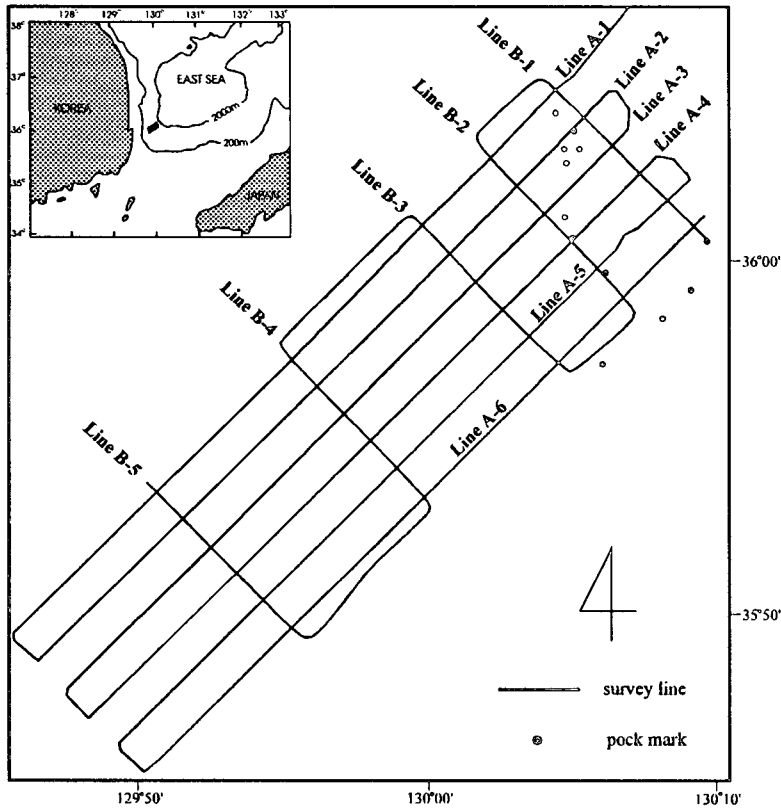 128° 129° 130° 131° 132° 133°
38°
37°
36°
35°
34°
KOREA
EAST SEA
2000m
200m
JAPAN
Line B-1
Line A-1
Line A-2
Line A-3
Line A-4
Line B-2
Line B-3
36°00'
Line A-5
Line B-4
Line A-6
Line B-5
35°50'
survey line
pock mark
129°50' 130°00' 130°10'